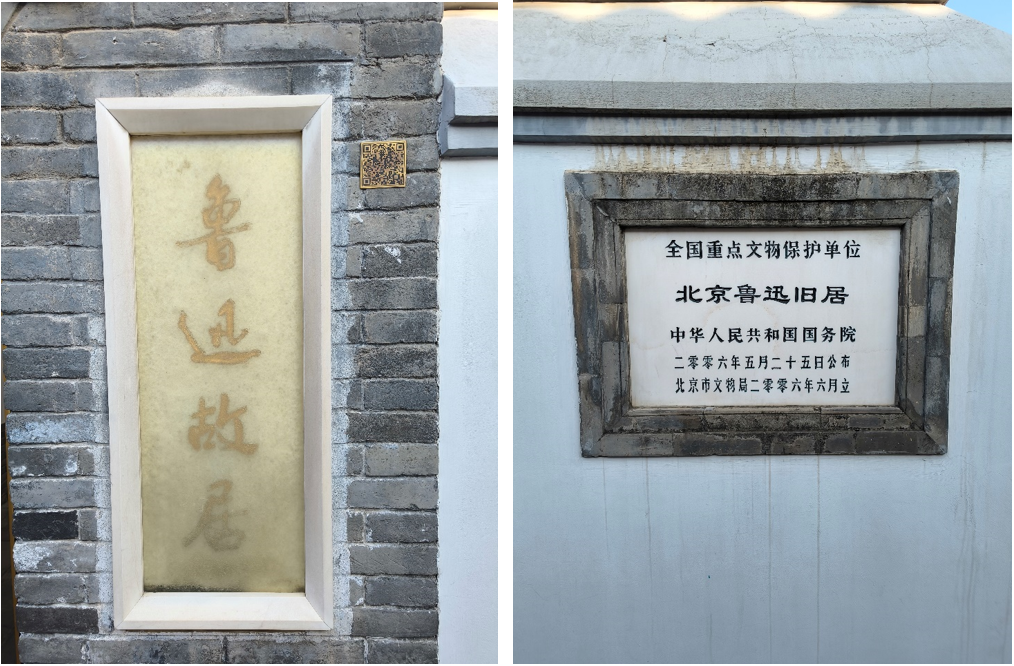 鲁迅故居
全国重点文物保护单位
北京鲁迅旧居
中华人民共和国国务院
二零零六年五月二十五日公布
北京市文物局二零零六年六月立